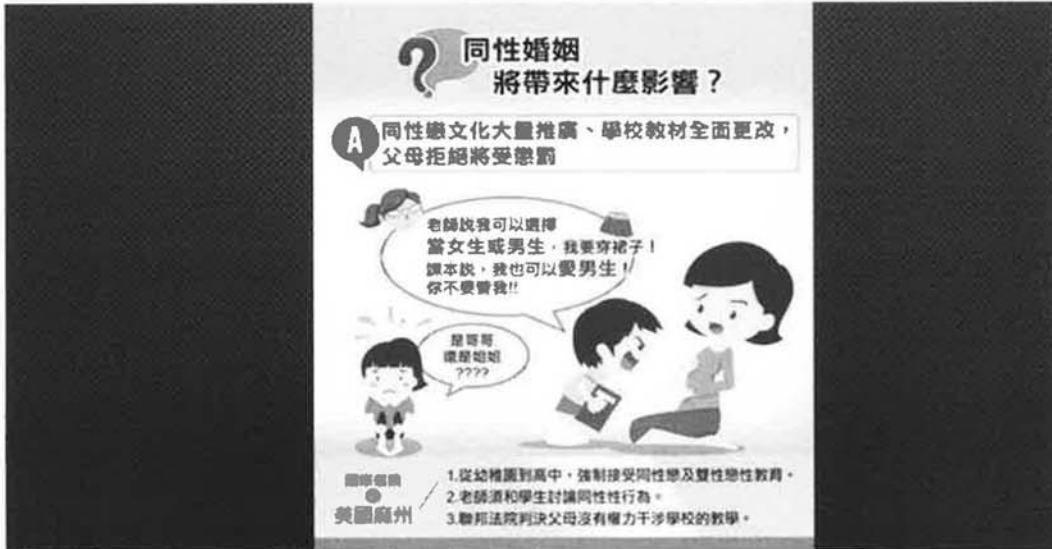 ?
同性婚姻
將帶來什麼影響？
A
同性戀文化大量推廣、學校教材全面更改，
父母拒絕將受懲罰
老師說我可以選擇
當女生或男生，我要穿裙子！
課本說，我也可以愛男生！
你不要管我!!
是哥哥
還是姐姐
????
美國麻州
1.從幼稚園到高中，強制接受同性戀及雙性戀性教育。
2.老師須和學生討論同性性行為。
3.聯邦法院判決父母沒有權力干涉學校的教學。